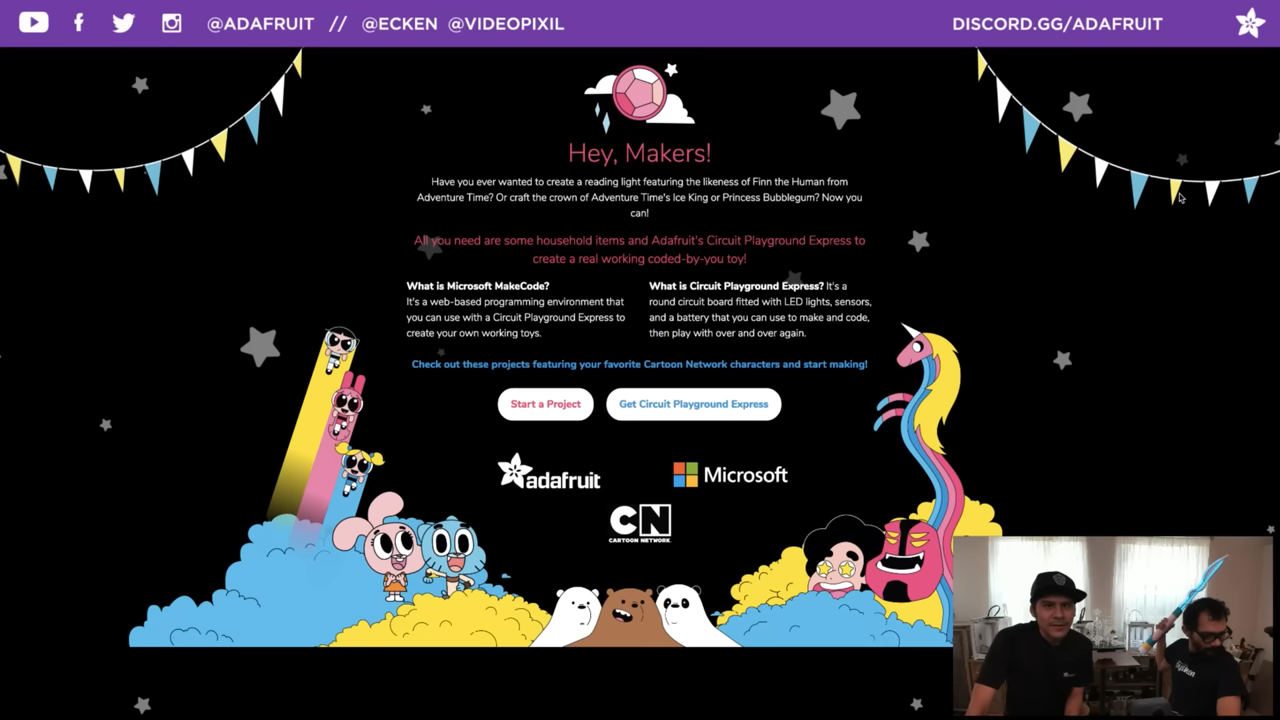 @ADAFRUIT // @ECKEN @VIDEOPIXIL
DISCORD.GG/ADAFRUIT
Hey, Makers!
Have you ever wanted to create a reading light featuring the likeness of Finn the Human from
Adventure Time? Or craft the crown of Adventure Time's Ice King or Princess Bubblegum? Now you
can!
All you need are some household items and Adafruit's Circuit Playground Express to
create a real working coded-by-you toy!
What is Microsoft MakeCode?
It's a web-based programming environment that
you can use with a Circuit Playground Express to
create your own working toys.
What is Circuit Playground Express? It's a
round circuit board fitted with LED lights, sensors,
and a battery that you can use to make and code,
then play with over and over again.
Check out these projects featuring your favorite Cartoon Network characters and start making!
Start a Project
Get Circuit Playground Express
adafruit
Microsoft
CN
CARTOON NETWORK